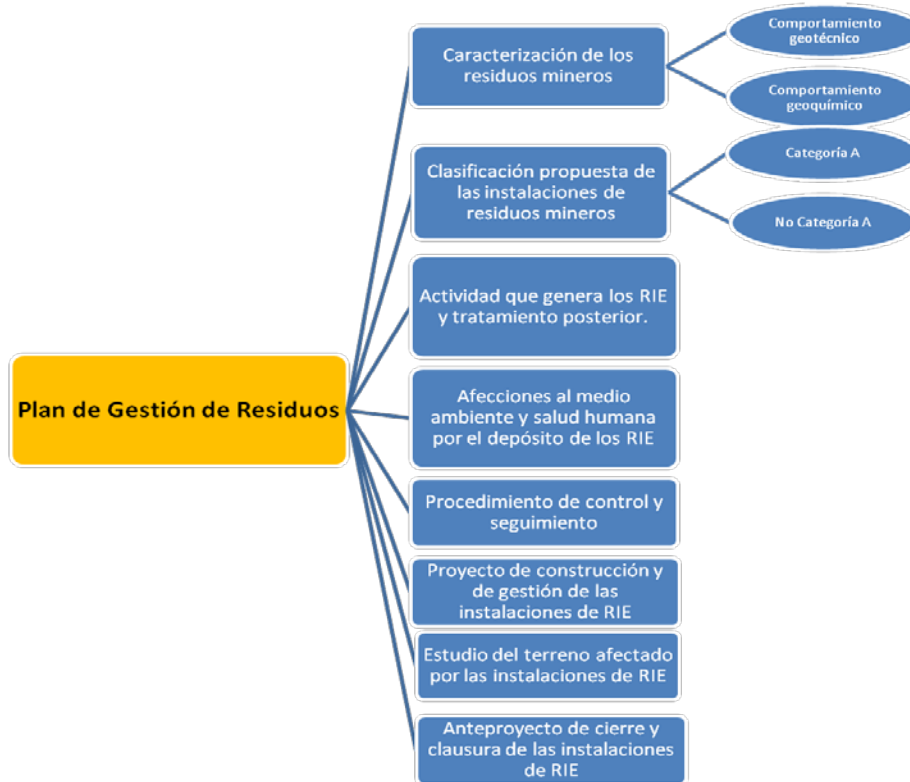 Plan de Gestión de Residuos
Caracterización de los
residuos mineros
Comportamiento
geotécnico
Comportamiento
geoquímico
Clasificación propuesta de
las instalaciones de
residuos mineros
Categoría A
No Categoría A
Actividad que genera los RIE
y tratamiento posterior.
Afecciones al medio
ambiente y salud humana
por el depósito de los RIE
Procedimiento de control y
seguimiento
Proyecto de construcción y
de gestión de las
instalaciones de RIE
Estudio del terreno afectado
por las instalaciones de RIE
Anteproyecto de cierre y
clausura de las instalaciones
de RIE